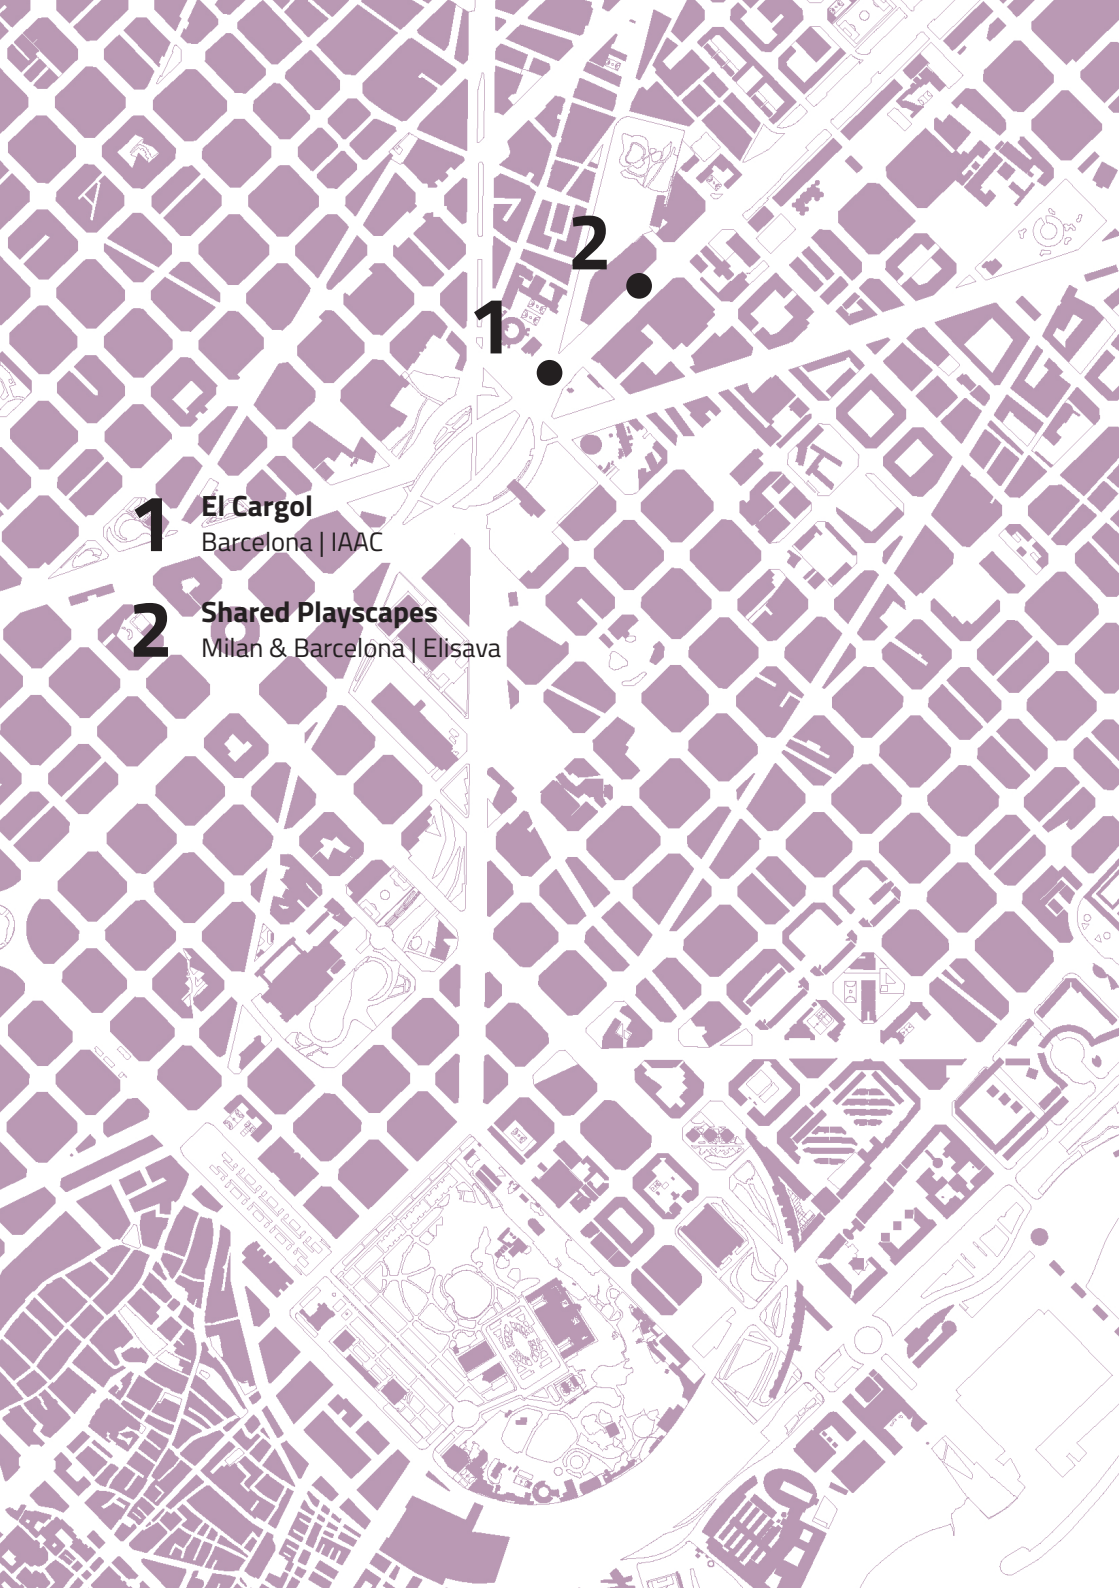 2
1
1
El Cargol
Barcelona | IAAC
2
Shared Playscapes
Milan & Barcelona | Elisava